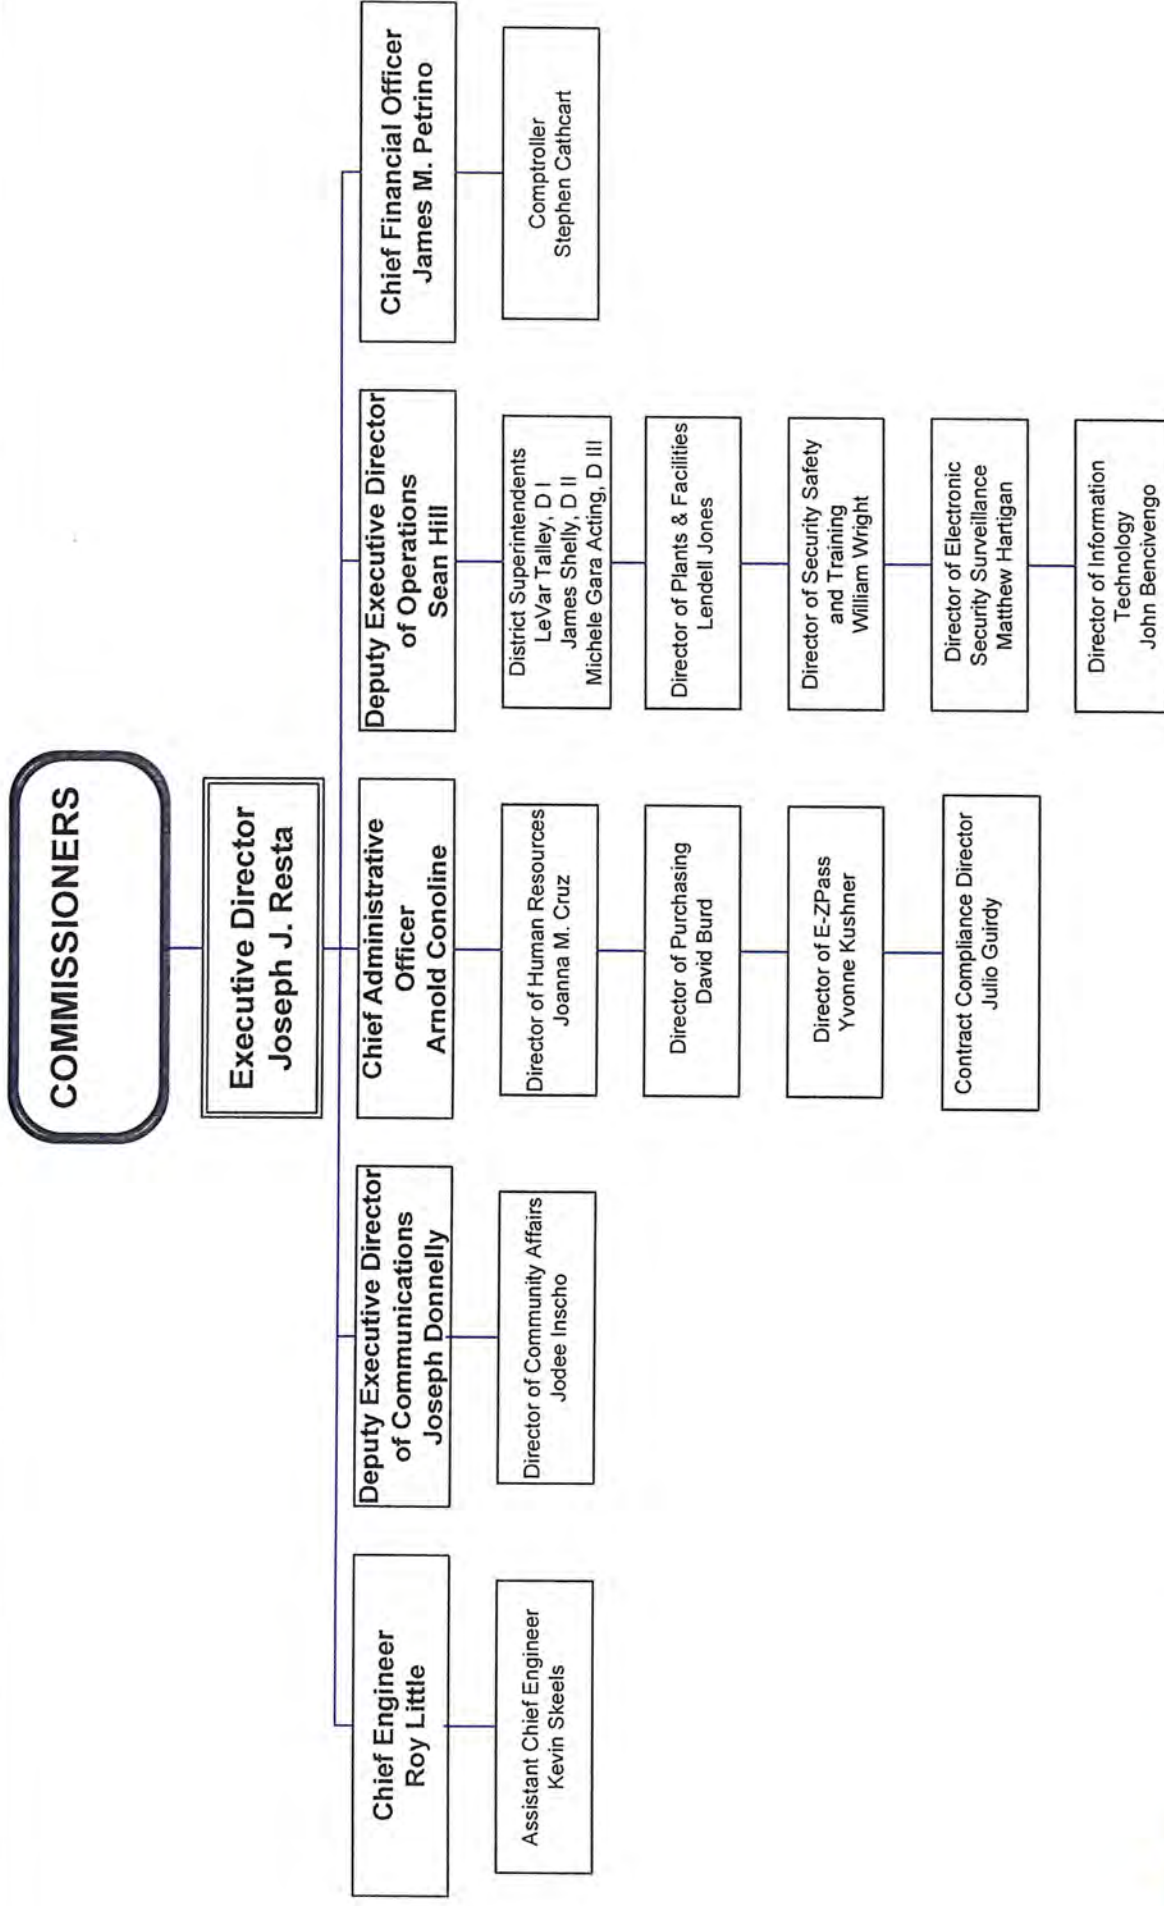 COMMISSIONERS
Executive Director
Joseph J. Resta
Chief Engineer
Roy Little
Assistant Chief Engineer
Kevin Skeels
Deputy Executive Director
of Communications
Joseph Donnelly
Director of Community Affairs
Jodee Inscho
Chief Administrative
Officer
Arnold Conoline
Director of Human Resources
Joanna M. Cruz
Director of Purchasing
David Burd
Director of E-ZPass
Yvonne Kushner
Contract Compliance Director
Julio Guirdy
Deputy Executive Director
of Operations
Sean Hill
District Superintendents
LeVar Talley, D I
James Shelly, D II
Michele Gara Acting, D III
Director of Plants & Facilities
Lendell Jones
Director of Security Safety
and Training
William Wright
Director of Electronic
Security Surveillance
Matthew Hartigan
Director of Information
Technology
John Bencivengo
Chief Financial Officer
James M. Petrino
Comptroller
Stephen Cathcart